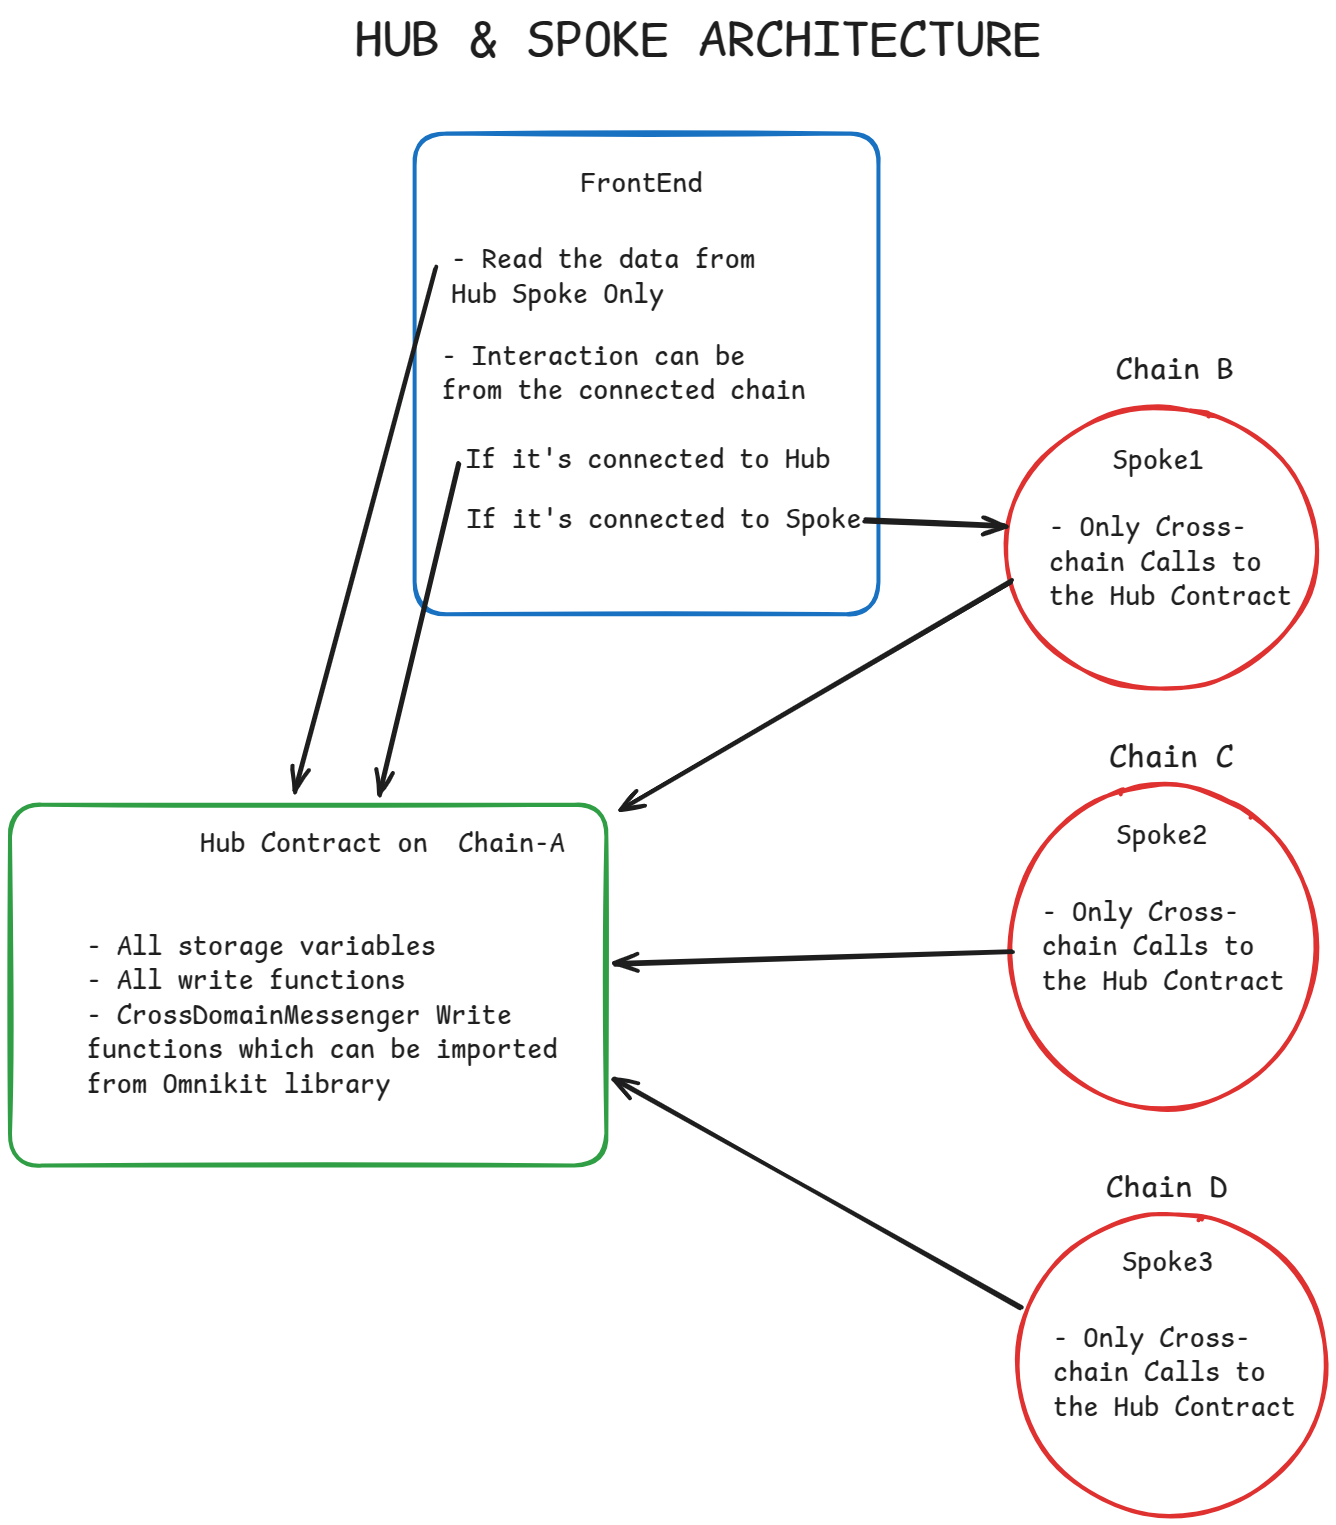 HUB & SPOKE ARCHITECTURE
FrontEnd
- Read the data from
Hub Spoke Only
- Interaction can be
from the connected chain
If it's connected to Hub
If it's connected to Spoke
Chain B
Spoke1
- Only Cross-
chain Calls to
the Hub Contract
Chain C
Spoke2
- Only Cross-
chain Calls to
the Hub Contract
Hub Contract on  Chain-A
- All storage variables
- All write functions
- CrossDomainMessenger Write
functions which can be imported
from Omnikit library
Chain D
Spoke3
- Only Cross-
chain Calls to
the Hub Contract